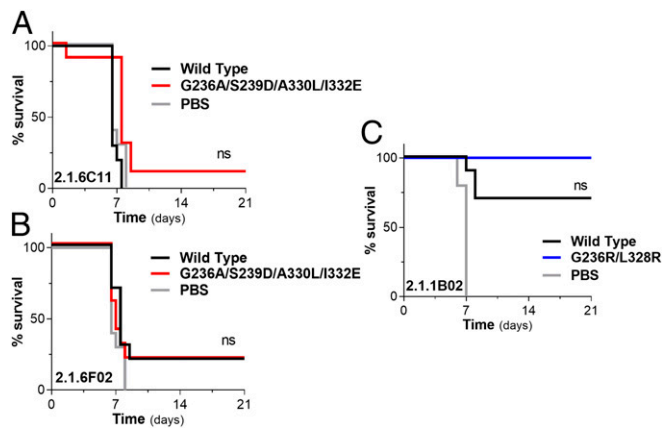 A
100
50
0
% survival
Wild Type
G236A/S239D/A330L/I332E
PBS
ns
2.1.6C11
0 7 14 21
Time (days)
B
100
50
0
% survival
Wild Type
G236A/S239D/A330L/I332E
PBS
ns
2.1.6F02
0 7 14 21
Time (days)
C
100
50
0
% survival
ns
Wild Type
G236R/L328R
PBS
2.1.1B02
0 7 14 21
Time (days)